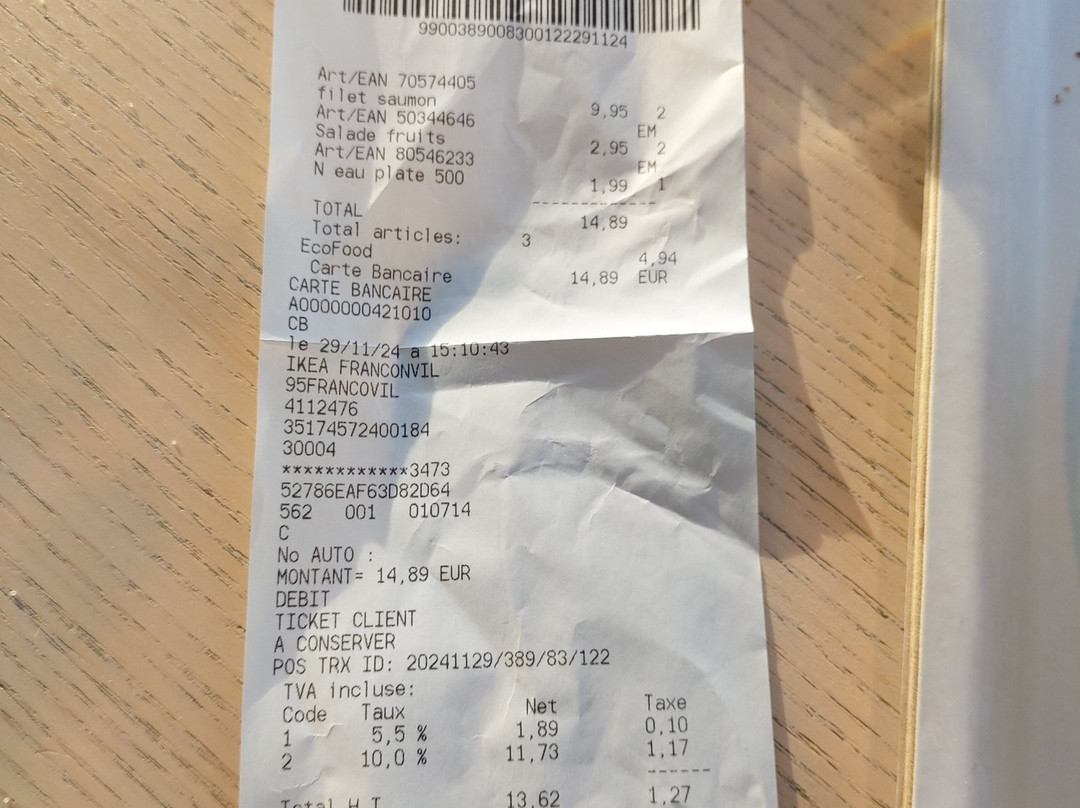 9900389008300122291124
Art/EAN 70574405
filet saumon 9,95 2
Art/EAN 50344646 EM
Salade fruits 2,95 2
Art/EAN 80546233 EM
N eau plate 500 1,99 1
------------
TOTAL 14,89
Total articles: 3
EcoFood 4,94
Carte Bancaire 14,89 EUR
CARTE BANCAIRE
A0000000421010
CB
le 29/11/24 a 15:10:43
IKEA FRANCONVIL
95FRANCOVIL
4112476
35174572400184
30004
************3473
52786EAF63D82D64
562 001 010714
C
No AUTO :
MONTANT= 14,89 EUR
DEBIT
TICKET CLIENT
A CONSERVER
POS TRX ID: 20241129/389/83/122
TVA incluse:
Code Taux Net Taxe
1 5,5 % 1,89 0,10
2 10,0 % 11,73 1,17
------
Total H.T. 13,62 1,27